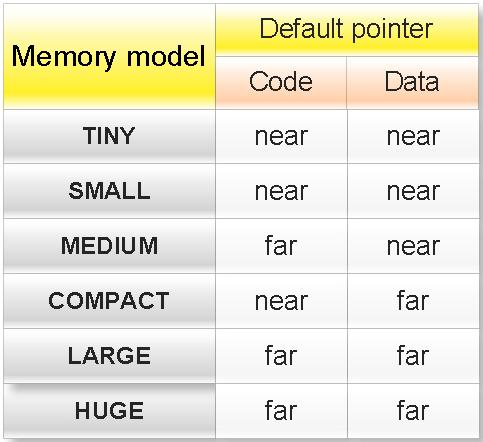 Memory model
Default pointer
Code Data
TINY near near
SMALL near near
MEDIUM far near
COMPACT near far
LARGE far far
HUGE far far